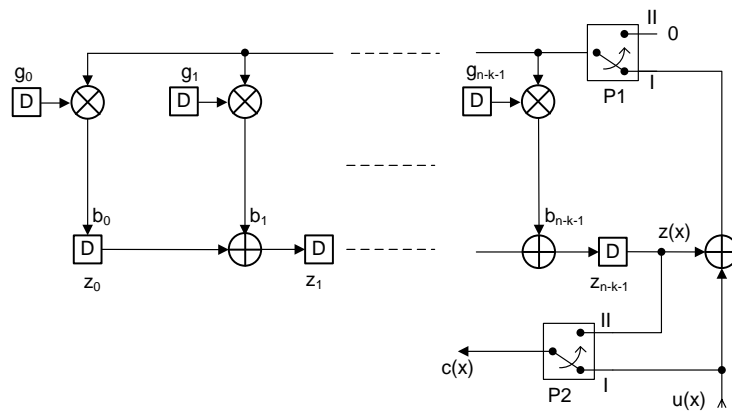 II
0
g0
g1
gn-k-1
I
D
D
D
P1
b0
b1
bn-k-1
z(x)
D
D
D
z0
z1
zn-k-1
II
c(x)
I
P2
u(x)